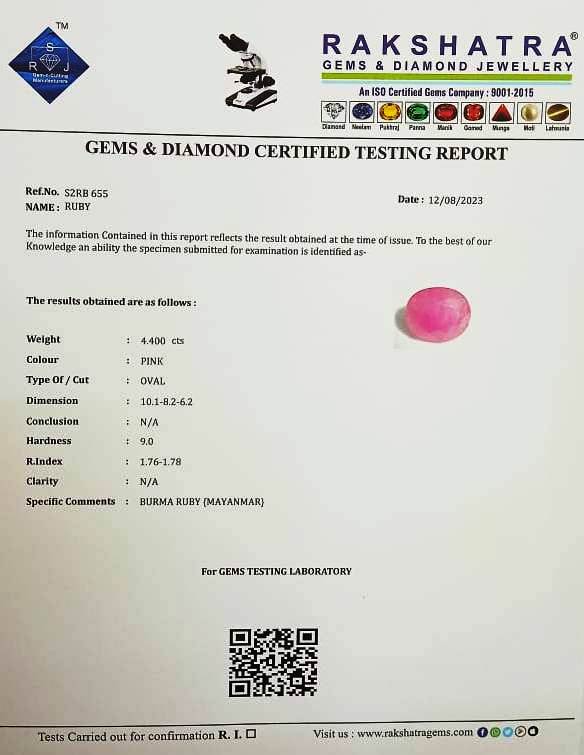 TM
S
R J
Gems-n-Cutting
Manufacturers
RAKSHATRA®
GEMS & DIAMOND JEWELLERY
An ISO Certified Gems Company : 9001-2015
Diamond Neelam Pukhraj Panna Manik Gomed Munga Moti Lahsunia
GEMS & DIAMOND CERTIFIED TESTING REPORT
Ref.No. S2RB 655
Date : 12/08/2023
NAME : RUBY
The information Contained in this report reflects the result obtained at the time of issue. To the best of our
Knowledge an ability the specimen submitted for examination is identified as-
The results obtained are as follows :
Weight : 4.400 cts
Colour : PINK
Type Of / Cut : OVAL
Dimension : 10.1-8.2-6.2
Conclusion : N/A
Hardness : 9.0
R.Index : 1.76-1.78
Clarity : N/A
Specific Comments : BURMA RUBY (MAYANMAR)
For GEMS TESTING LABORATORY
Tests Carried out for confirmation R. I. ☐
Visit us : www.rakshatragems.com